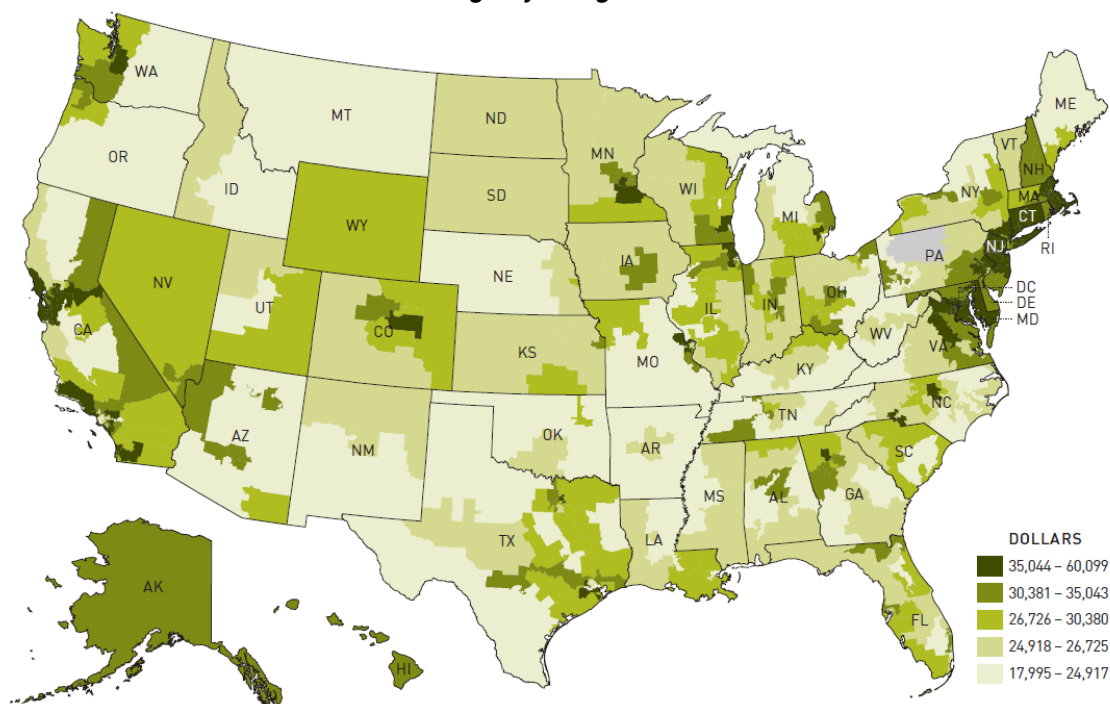 WA
MT
ND
MN
ME
VT
NH
OR
ID
SD
WI
NY
MA
WY
MI
CT
RI
NV
NE
IA
PA
NJ
UT
CO
IL
IN
OH
DC
DE
MD
CA
KS
MO
WV
VA
KY
AZ
NM
OK
AR
TN
NC
SC
MS
AL
GA
TX
LA
FL
AK
HI
DOLLARS
35,044 – 60,099
30,381 – 35,043
26,726 – 30,380
24,918 – 26,725
17,995 – 24,917